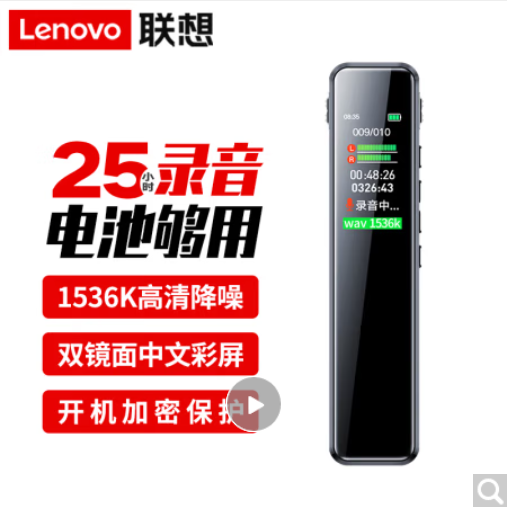 Lenovo 联想
25小时录音
电池够用
1536K高清降噪
双镜面中文彩屏
开机加密保护
08:35
009/010
L
R
00:48:26
0326:43
录音中...
wav 1536k